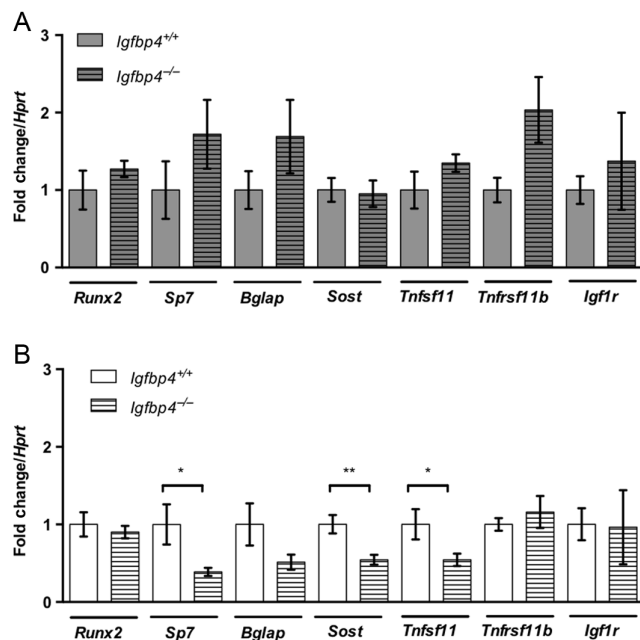 A
Igfbp4+/+
Igfbp4–/–
Fold change/Hprt
3
2
1
0
Runx2 Sp7 Bglap Sost Tnfsf11 Tnfrsf11b Igf1r
B
Igfbp4+/+
Igfbp4–/–
Fold change/Hprt
3
2
1
0
* ** *
Runx2 Sp7 Bglap Sost Tnfsf11 Tnfrsf11b Igf1r